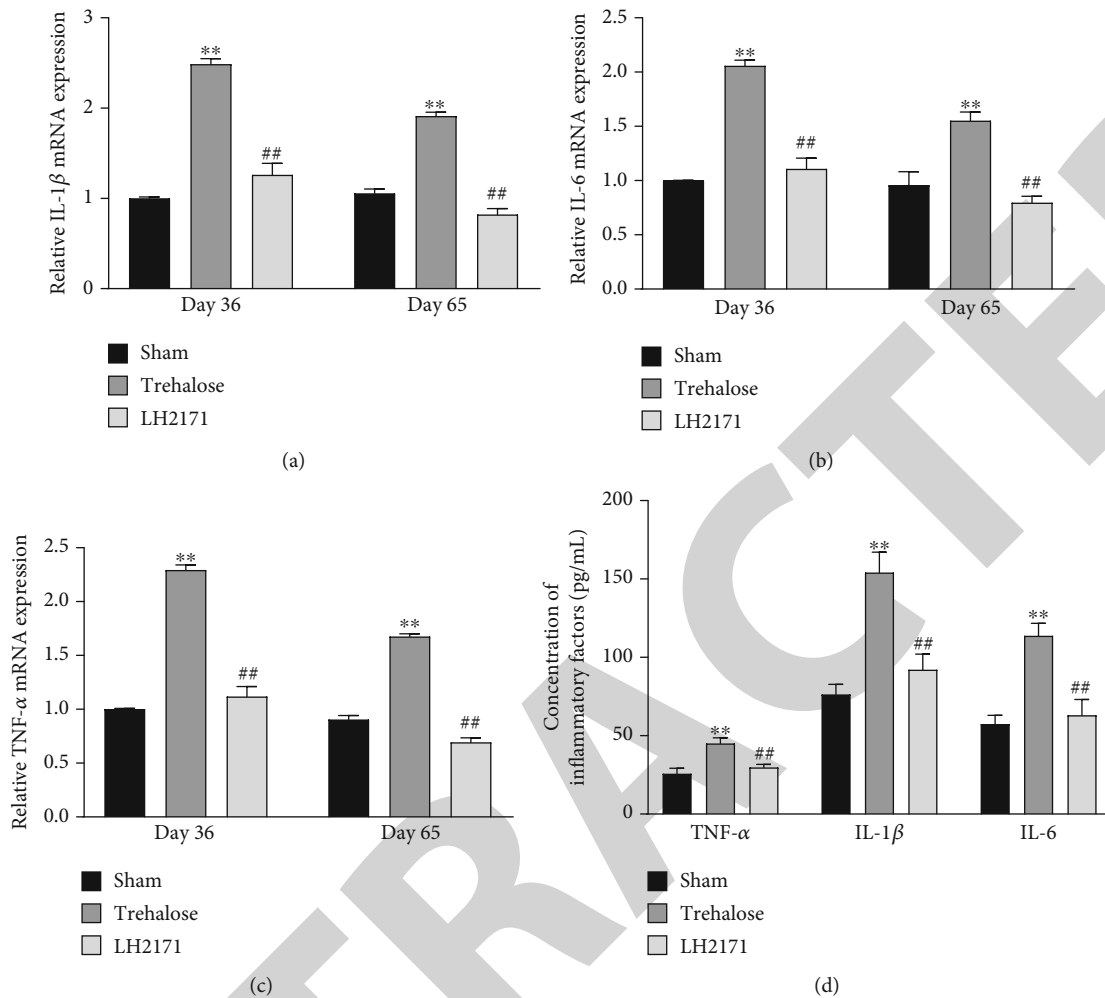 Relative IL-1β mRNA expression
3
2
1
0
** ## ** ##
Day 36 Day 65
Sham
Trehalose
LH2171
(a)
Relative IL-6 mRNA expression
2.5
2.0
1.5
1.0
0.5
0.0
** ## ** ##
Day 36 Day 65
Sham
Trehalose
LH2171
(b)
Relative TNF-α mRNA expression
2.5
2.0
1.5
1.0
0.5
0.0
** ## ** ##
Day 36 Day 65
Sham
Trehalose
LH2171
(c)
Concentration of
inflammatory factors (pg/mL)
200
150
100
50
0
** ## ** ## ** ##
TNF-α IL-1β IL-6
Sham
Trehalose
LH2171
(d)
TRACTE